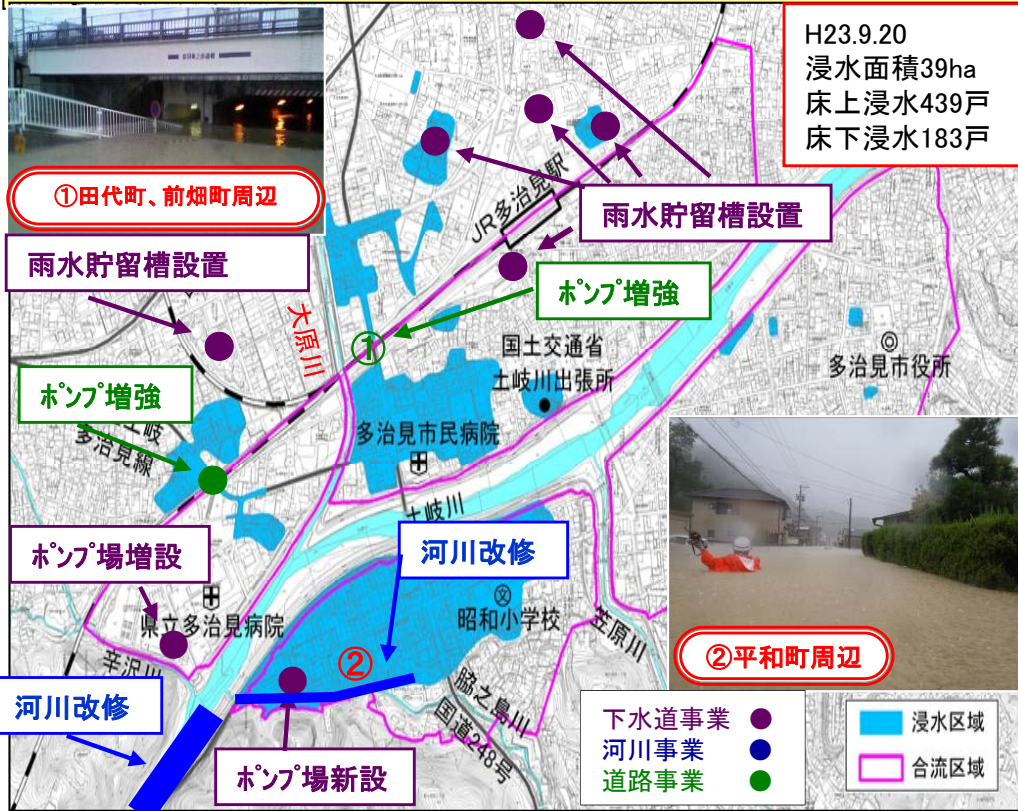 H23.9.20
浸水面積39ha
床上浸水439戸
床下浸水183戸
①田代町、前畑町周辺
雨水貯留槽設置
JR多治見駅
雨水貯留槽設置
大原川
ﾎﾟﾝﾌﾟ増強
①
国土交通省
土岐川出張所
多治見市役所
ﾎﾟﾝﾌﾟ増強
土岐
多治見線
多治見市民病院
土岐川
ﾎﾟﾝﾌﾟ場増設
河川改修
県立多治見病院
文
昭和小学校
笠原川
②
②平和町周辺
辛沢川
脇之島川
国道248号
河川改修
ﾎﾟﾝﾌﾟ場新設
下水道事業
河川事業
道路事業
浸水区域
合流区域